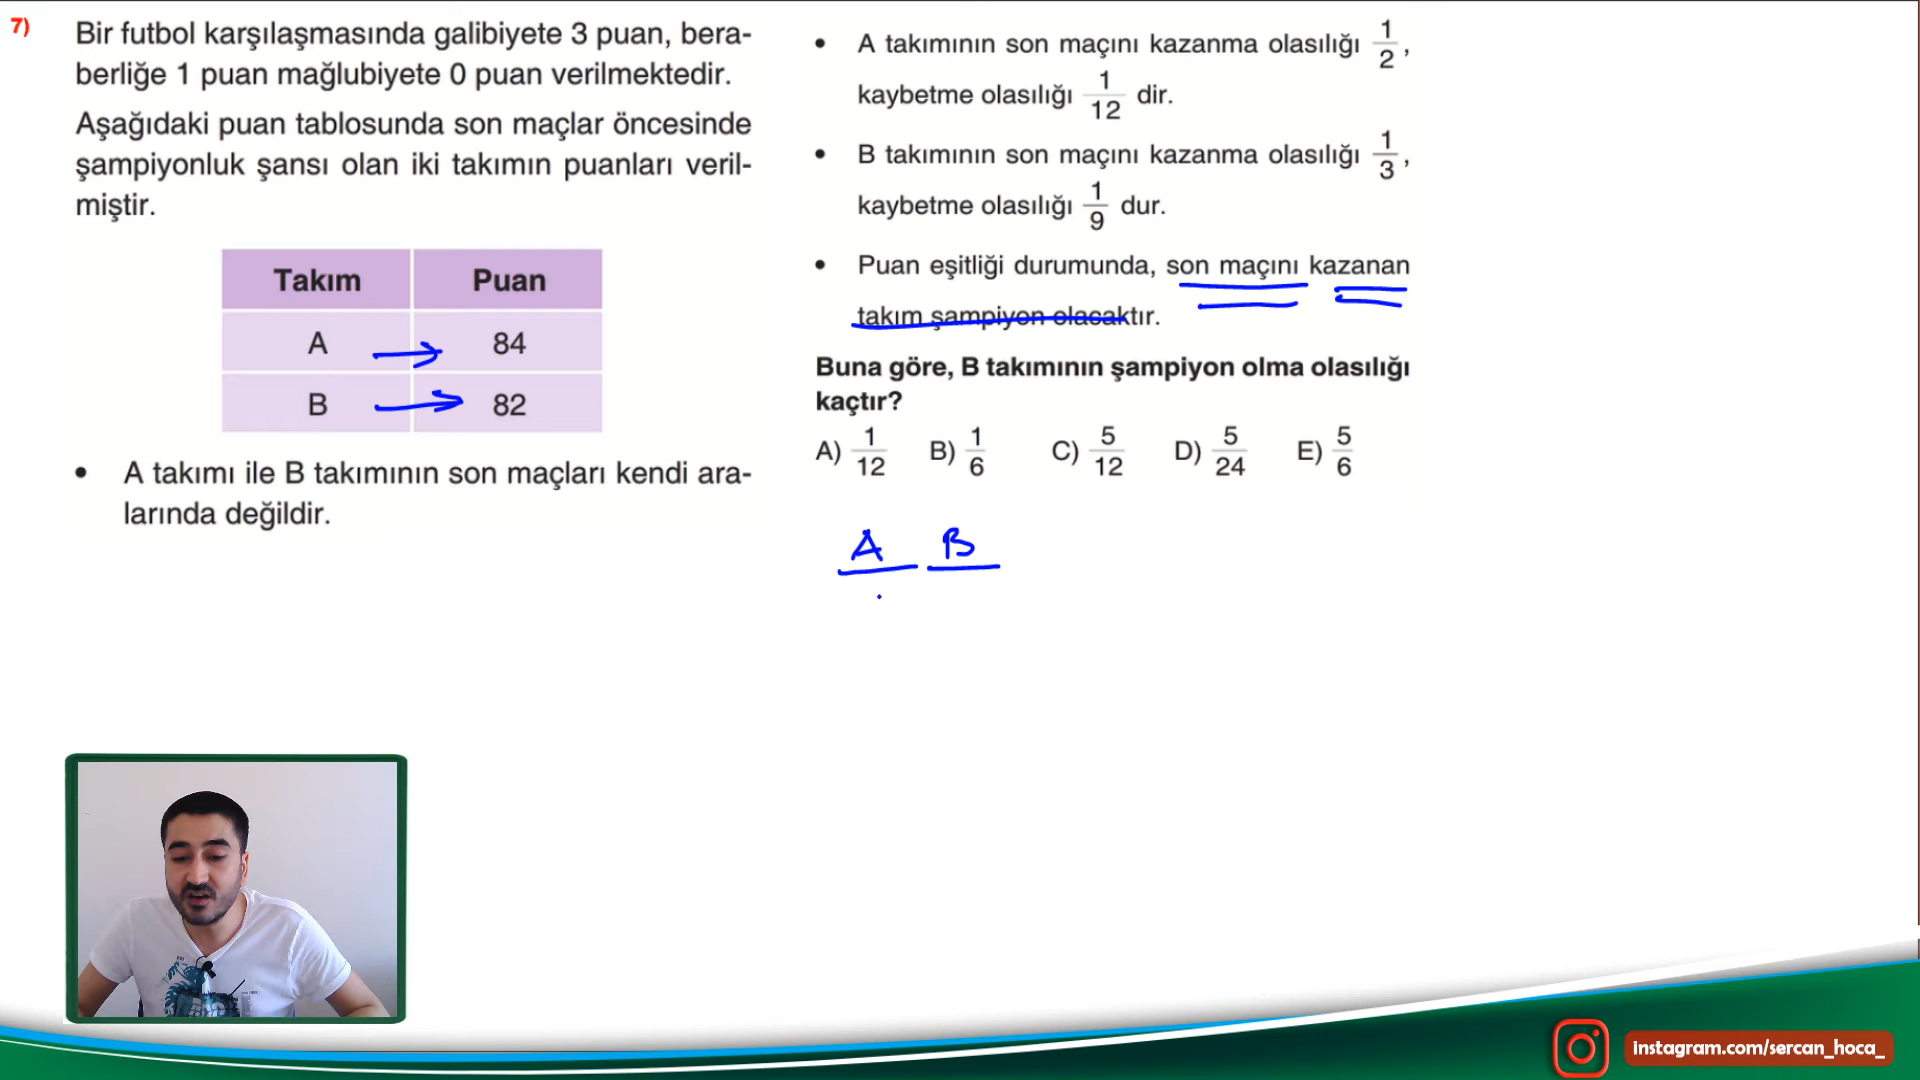 7)
Bir futbol karşılaşmasında galibiyete 3 puan, bera-
berliğe 1 puan mağlubiyete 0 puan verilmektedir.
Aşağıdaki puan tablosunda son maçlar öncesinde
şampiyonluk şansı olan iki takımın puanları veril-
miştir.
Takım Puan
A 84
B 82
• A takımı ile B takımının son maçları kendi ara-
larında değildir.
• A takımının son maçını kazanma olasılığı 1/2,
kaybetme olasılığı 1/12 dir.
• B takımının son maçını kazanma olasılığı 1/3,
kaybetme olasılığı 1/9 dur.
• Puan eşitliği durumunda, son maçını kazanan
takım şampiyon olacaktır.
Buna göre, B takımının şampiyon olma olasılığı
kaçtır?
A) 1/12 B) 1/6 C) 5/12 D) 5/24 E) 5/6
A B
instagram.com/sercan_hoca_